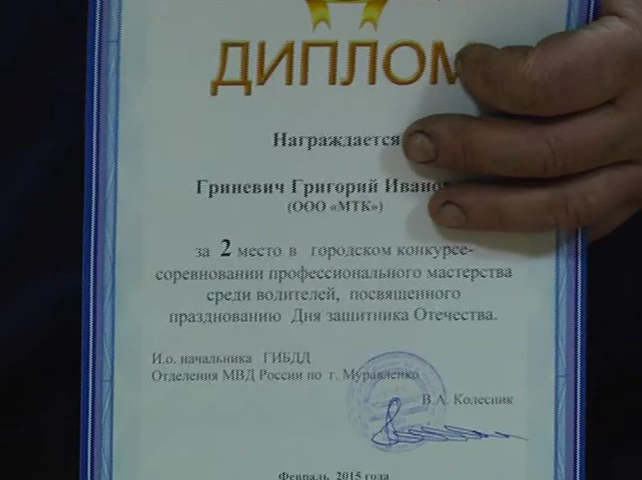 ДИПЛОМ
Награждается
Гриневич Григорий Иванов
(ООО «МТК»)
за 2 место в городском конкурсе-
соревновании профессионального мастерства
среди водителей, посвященного
празднованию Дня защитника Отечества.
И.о. начальника ГИБДД
Отделения МВД России по г. Муравленко
В.А. Колесник
Февраль, 2015 года